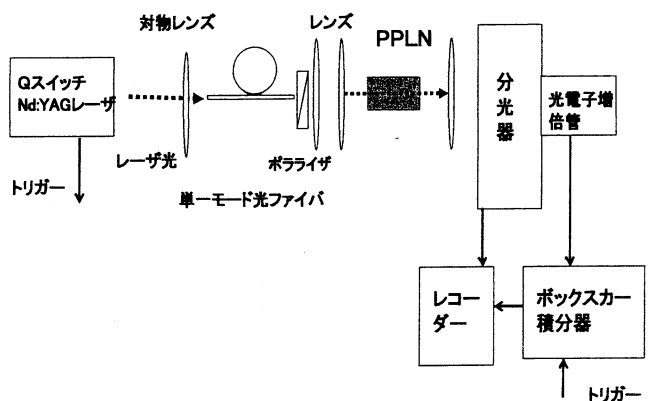 対物レンズ
レンズ
PPLN
Qスイッチ
Nd:YAGレーザ
分光器
光電子増
倍管
レーザ光
ポラライザ
トリガー
単一モード光ファイバ
レコー
ダー
ボックスカー
積分器
トリガー